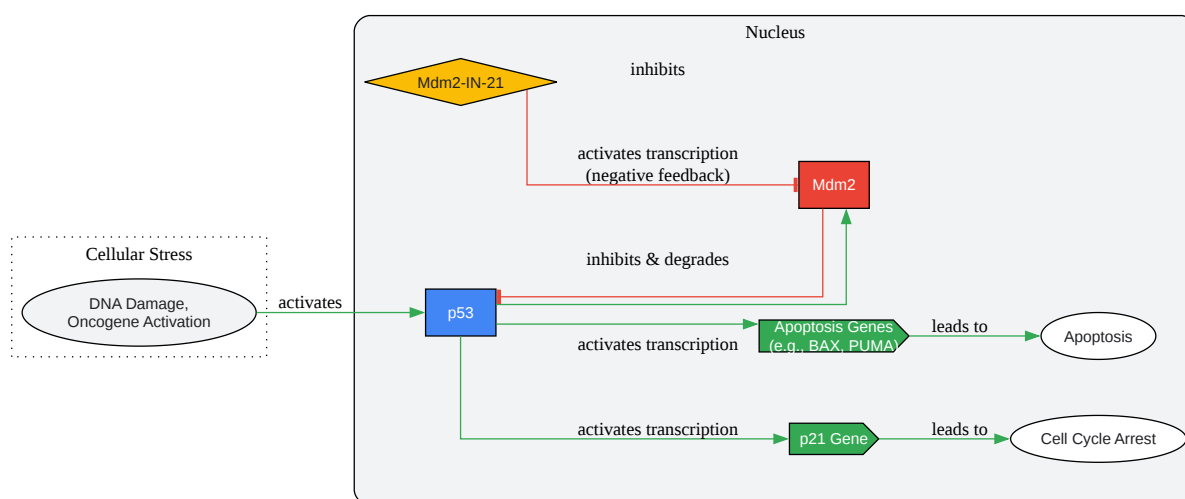 Nucleus
Mdm2-IN-21
inhibits
activates transcription
(negative feedback)
Mdm2
Cellular Stress
inhibits & degrades
DNA Damage,
Oncogene Activation
activates
p53
Apoptosis Genes
(e.g., BAX, PUMA)
leads to
Apoptosis
activates transcription
activates transcription
p21 Gene
leads to
Cell Cycle Arrest